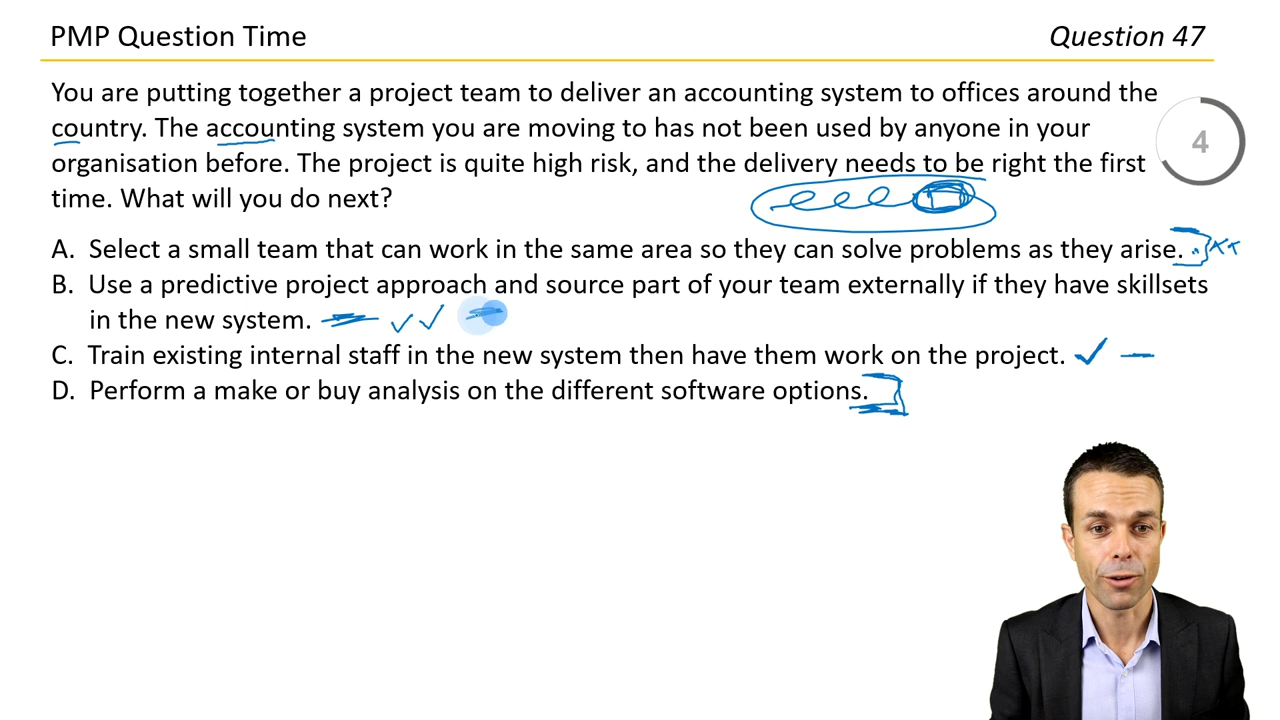 PMP Question Time
Question 47
You are putting together a project team to deliver an accounting system to offices around the
country. The accounting system you are moving to has not been used by anyone in your
organisation before. The project is quite high risk, and the delivery needs to be right the first
time. What will you do next?
4
A. Select a small team that can work in the same area so they can solve problems as they arise.
B. Use a predictive project approach and source part of your team externally if they have skillsets
in the new system.
C. Train existing internal staff in the new system then have them work on the project.
D. Perform a make or buy analysis on the different software options.